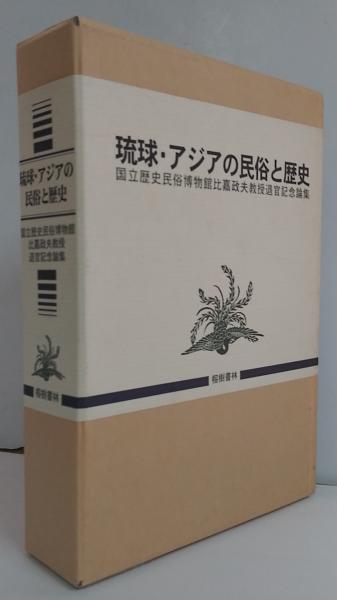 琉球・アジアの民俗と歴史
国立歴史民俗博物館比嘉政夫教授退官記念論集
榕樹書林
琉球・アジアの
民俗と歴史
国立歴史民俗博物館
比嘉政夫教授
退官記念論集
榕樹書林